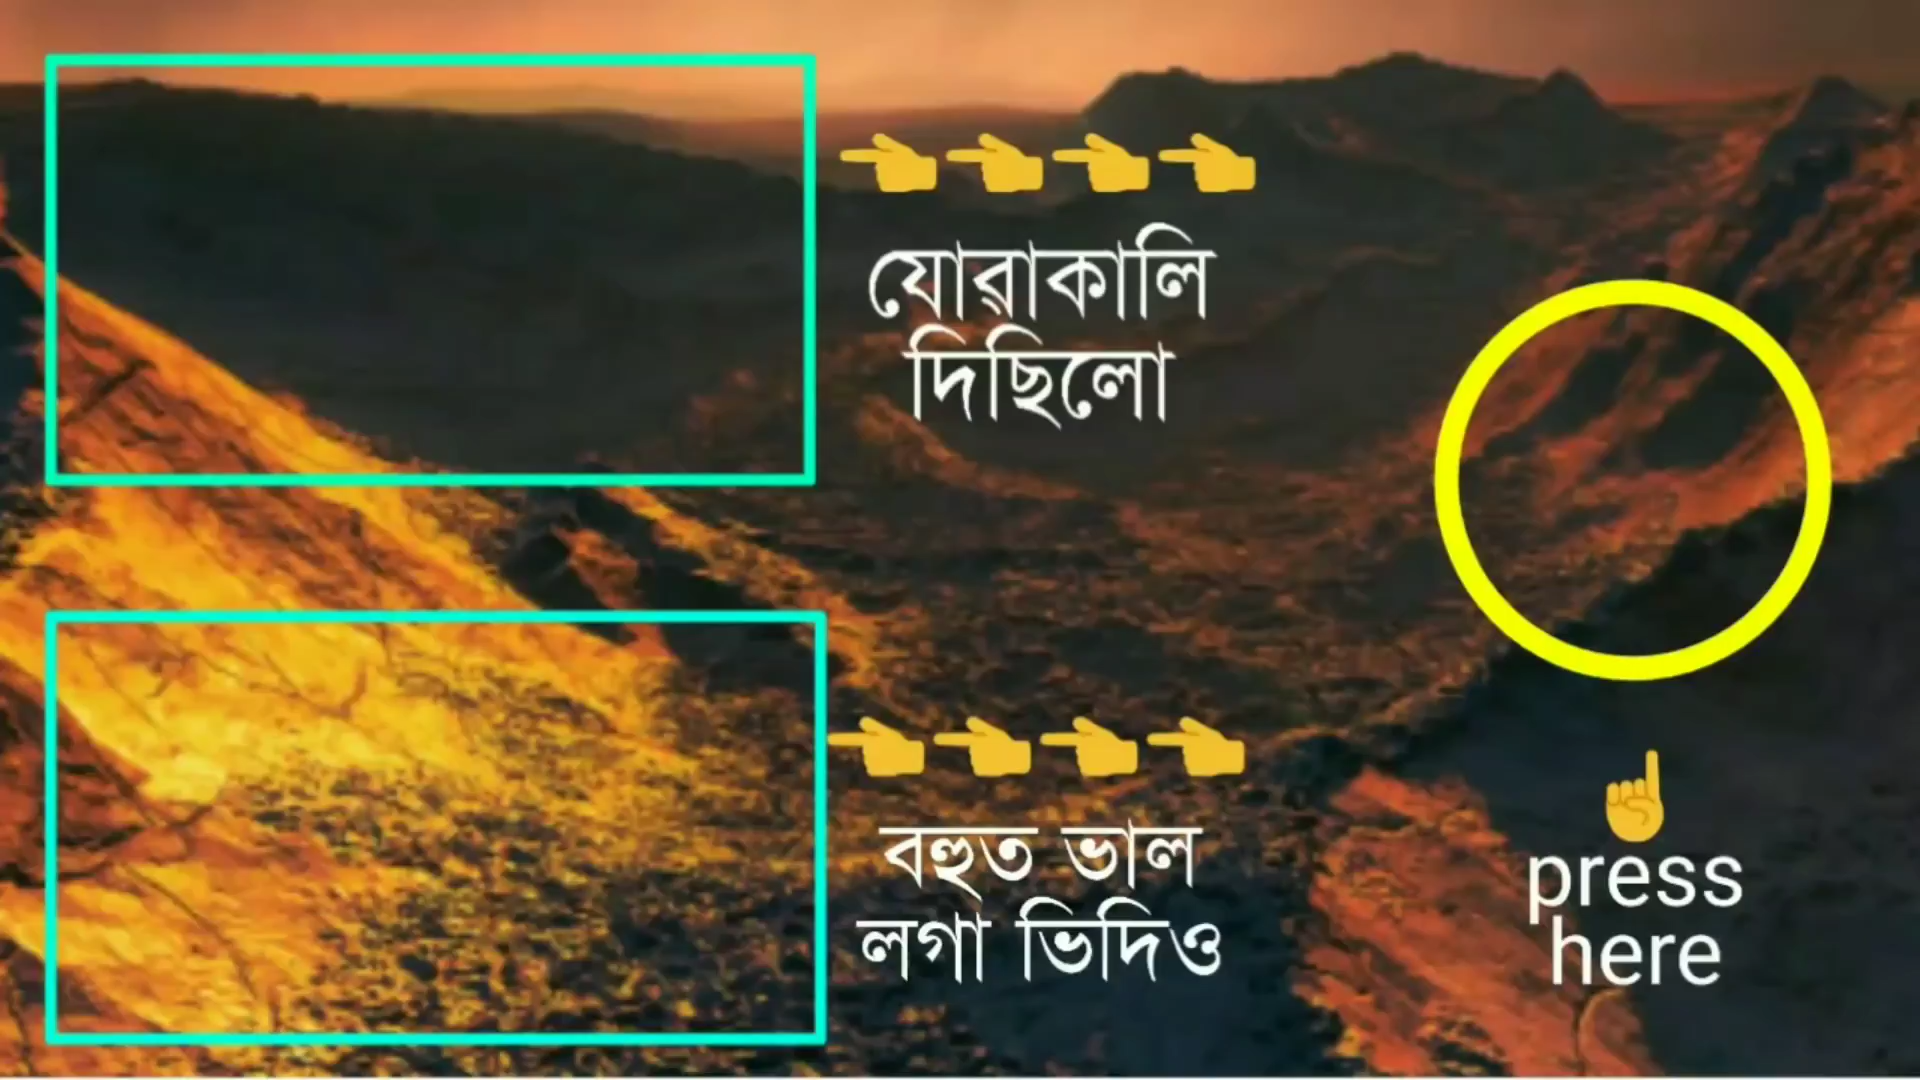 👈👈👈👈
যোৱাকালি
দিছিলো
👈👈👈👈
বহুত ভাল
লগা ভিদিও
☝
press
here